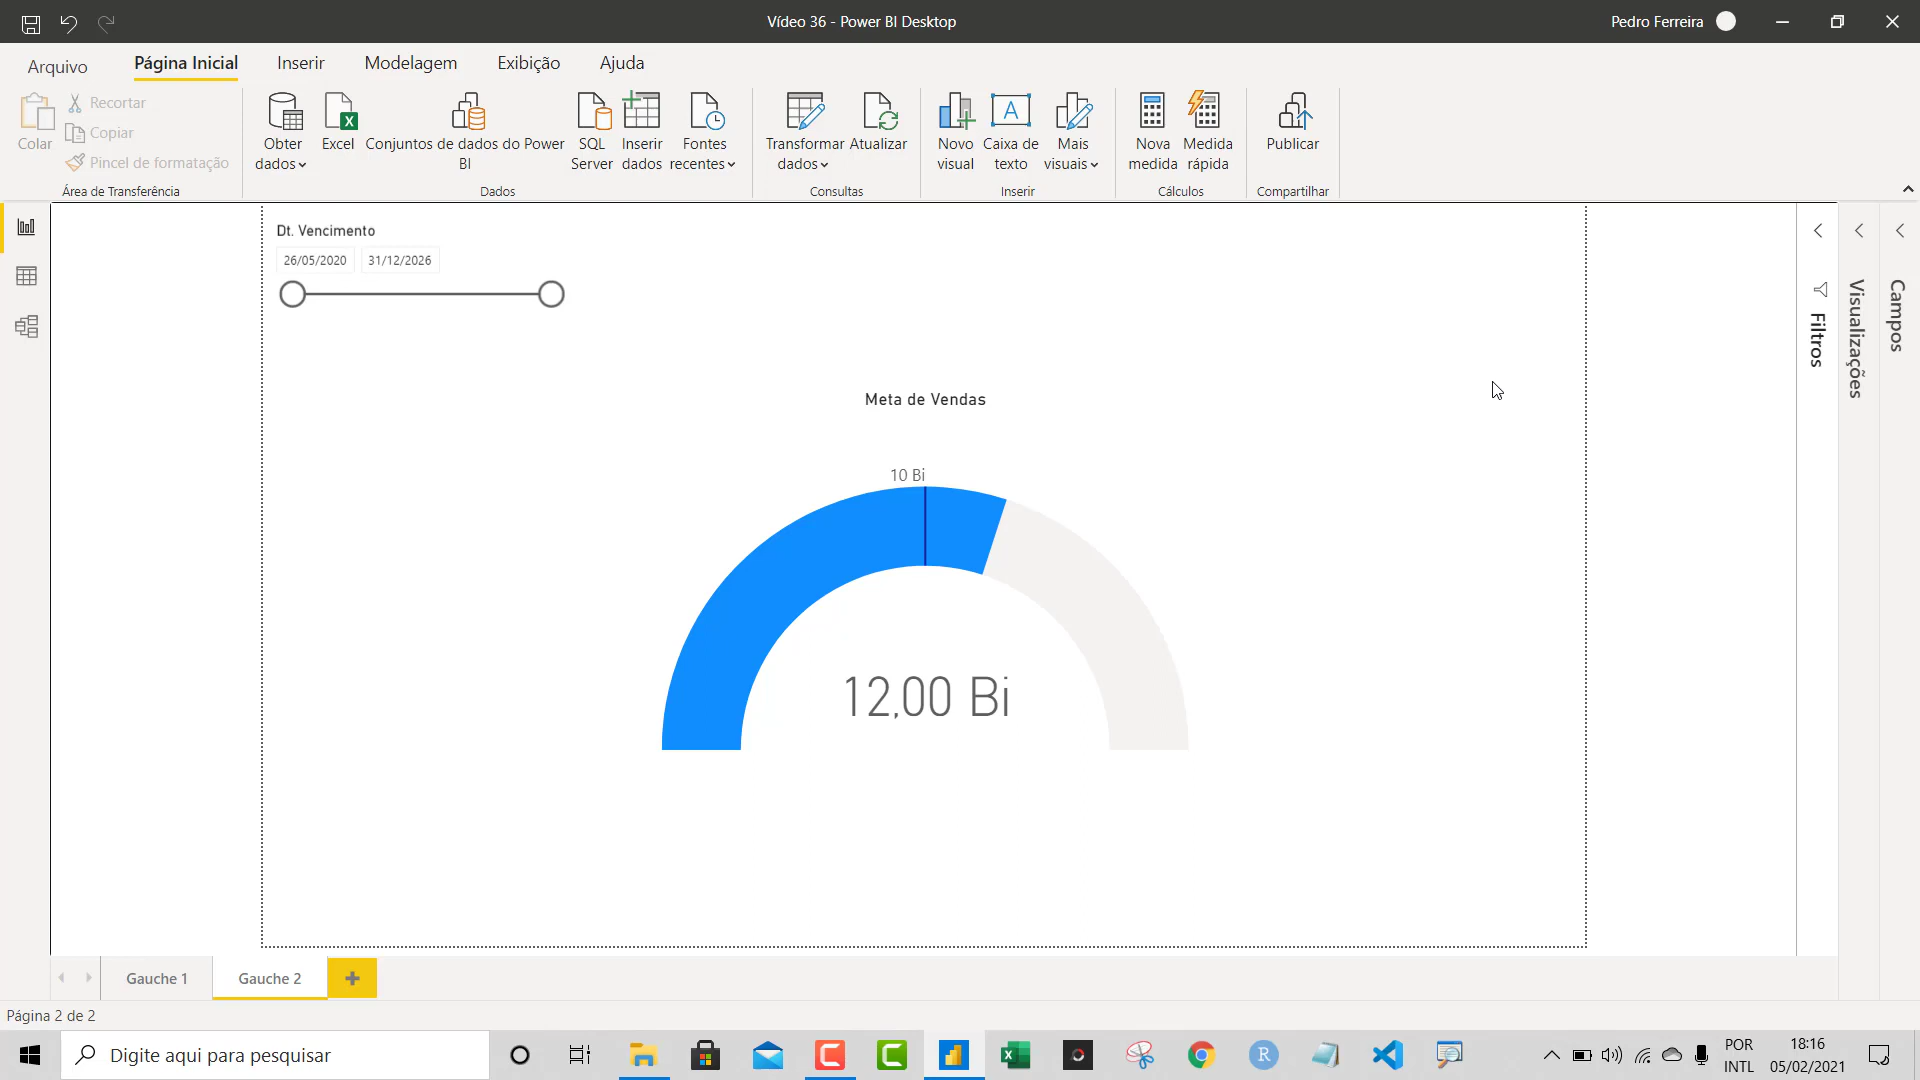 Vídeo 36 - Power BI Desktop
Pedro Ferreira
Arquivo
Página Inicial
Inserir
Modelagem
Exibição
Ajuda
Colar
Recortar
Copiar
Pincel de formatação
Área de Transferência
Obter dados
Excel
Conjuntos de dados do Power BI
SQL Server
Inserir dados
Fontes recentes
Dados
Transformar dados
Atualizar
Consultas
Novo visual
Caixa de texto
Mais visuais
Inserir
Nova medida
Medida rápida
Cálculos
Publicar
Compartilhar
Dt. Vencimento
26/05/2020
31/12/2026
Meta de Vendas
10 Bi
12,00 Bi
Filtros
Visualizações
Campos
Gauche 1
Gauche 2
Página 2 de 2
Digite aqui para pesquisar
POR
INTL
18:16
05/02/2021